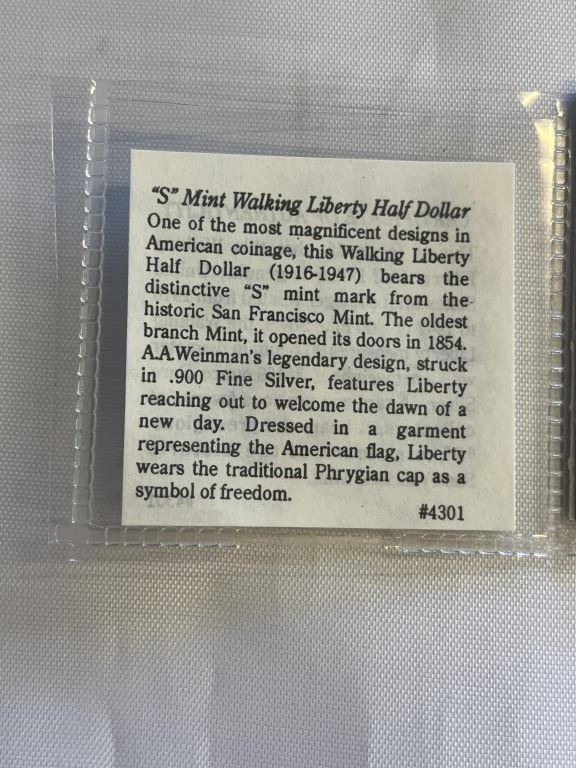 “S” Mint Walking Liberty Half Dollar
One of the most magnificent designs in
American coinage, this Walking Liberty
Half Dollar (1916-1947) bears the
distinctive “S” mint mark from the
historic San Francisco Mint. The oldest
branch Mint, it opened its doors in 1854.
A.A.Weinman’s legendary design, struck
in .900 Fine Silver, features Liberty
reaching out to welcome the dawn of a
new day. Dressed in a garment
representing the American flag, Liberty
wears the traditional Phrygian cap as a
symbol of freedom.
#4301